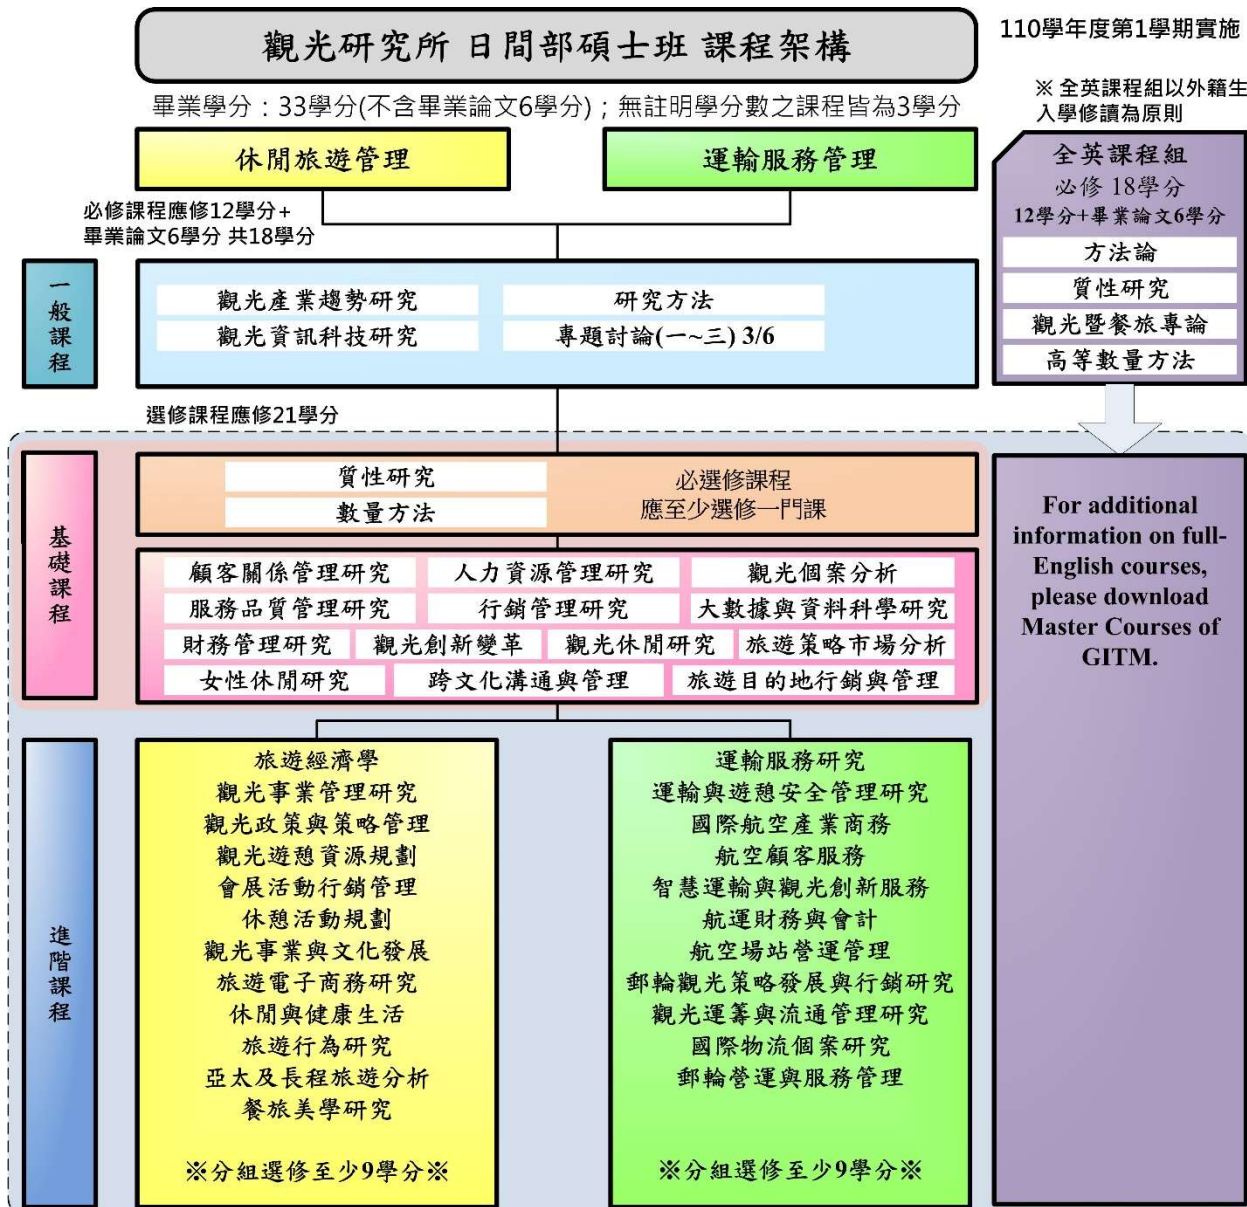 觀光研究所 日間部碩士班 課程架構
110學年度第1學期實施
畢業學分：33學分(不含畢業論文6學分)；無註明學分數之課程皆為3學分
※ 全英課程組以外籍生
入學修讀為原則
休閒旅遊管理
運輸服務管理
必修課程應修12學分+
畢業論文6學分 共18學分
全英課程組
必修 18學分
12學分+畢業論文6學分
方法論
質性研究
觀光暨餐旅專論
高等數量方法
一般課程
觀光產業趨勢研究
研究方法
觀光資訊科技研究
專題討論(一~三) 3/6
選修課程應修21學分
基礎課程
質性研究
數量方法
必選修課程
應至少選修一門課
顧客關係管理研究
人力資源管理研究
觀光個案分析
服務品質管理研究
行銷管理研究
大數據與資料科學研究
財務管理研究
觀光創新變革
觀光休閒研究
旅遊策略市場分析
女性休閒研究
跨文化溝通與管理
旅遊目的地行銷與管理
For additional
information on full-
English courses,
please download
Master Courses of
GITM.
進階課程
旅遊經濟學
觀光事業管理研究
觀光政策與策略管理
觀光遊憩資源規劃
會展活動行銷管理
休憩活動規劃
觀光事業與文化發展
旅遊電子商務研究
休閒與健康生活
旅遊行為研究
亞太及長程旅遊分析
餐旅美學研究
※分組選修至少9學分※
運輸服務研究
運輸與遊憩安全管理研究
國際航空產業商務
航空顧客服務
智慧運輸與觀光創新服務
航運財務與會計
航空場站營運管理
郵輪觀光策略發展與行銷研究
觀光運籌與流通管理研究
國際物流個案研究
郵輪營運與服務管理
※分組選修至少9學分※